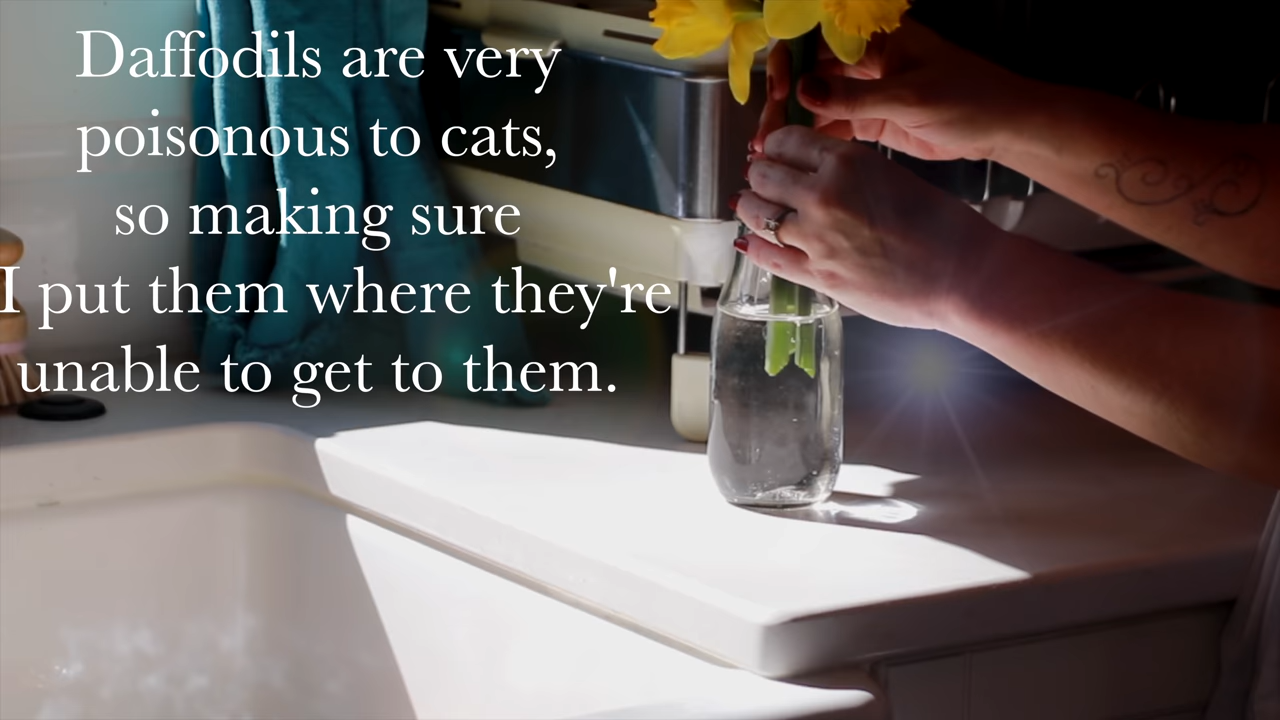 Daffodils are very
poisonous to cats,
so making sure
I put them where they're
unable to get to them.